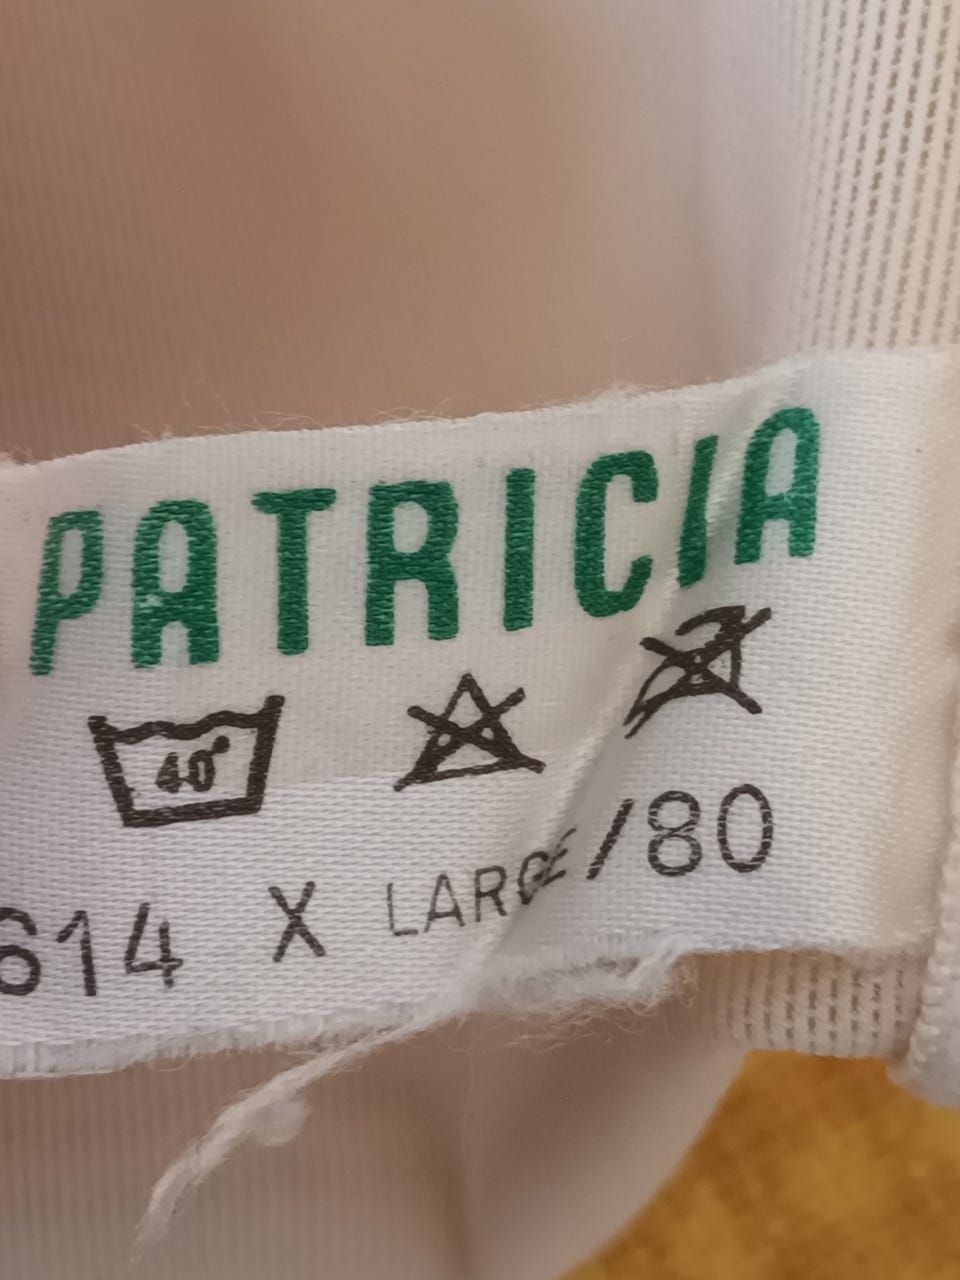 PATRICIA
40°
614 X LARGE/80